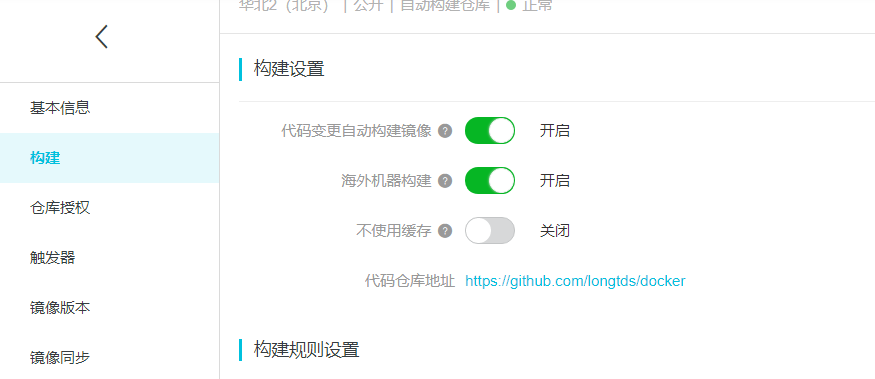 华北2（北京） | 公开 | 自动构建仓库 | 正常
基本信息
构建
仓库授权
触发器
镜像版本
镜像同步
构建设置
代码变更自动构建镜像 ? 开启
海外机器构建 ? 开启
不使用缓存 ? 关闭
代码仓库地址 https://github.com/longtds/docker
构建规则设置